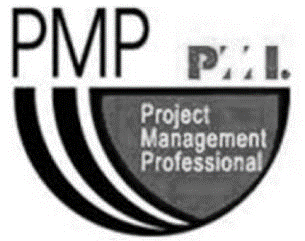 PMP
PMI.
Project
Management
Professional